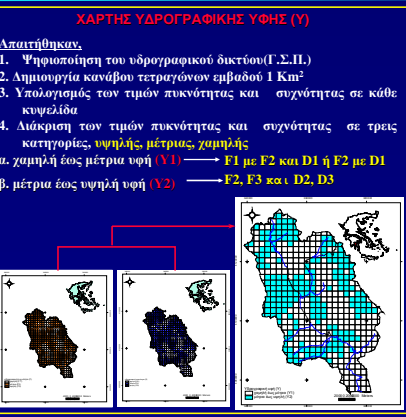 ΧΑΡΤΗΣ ΥΔΡΟΓΡΑΦΙΚΗΣ ΥΦΗΣ (Υ)
Απαιτήθηκαν,
1. Ψηφιοποίηση του υδρογραφικού δικτύου(Γ.Σ.Π.)
2. Δημιουργία κανάβου τετραγώνων εμβαδού 1 Km²
3. Υπολογισμός των τιμών πυκνότητας και συχνότητας σε κάθε
κυψελίδα
4. Διάκριση των τιμών πυκνότητας και συχνότητας σε τρεις
κατηγορίες, υψηλής, μέτριας, χαμηλής
α. χαμηλή έως μέτρια υφή (Υ1) F1 με F2 και D1 ή F2 με D1
β. μέτρια έως υψηλή υφή (Υ2) F2, F3 και D2, D3